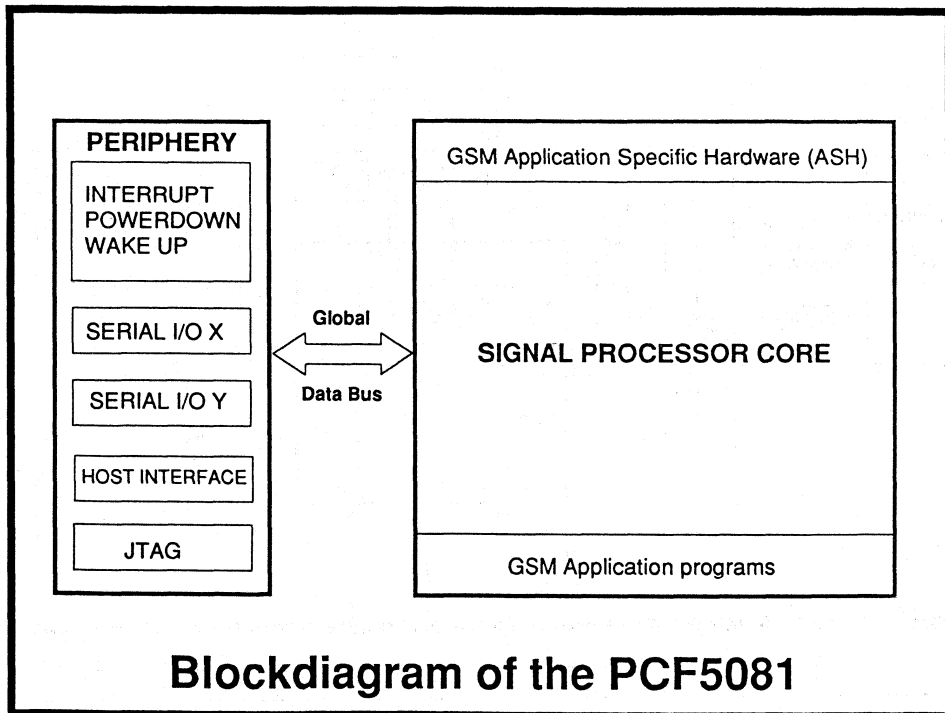 PERIPHERY
INTERRUPT
POWERDOWN
WAKE UP
SERIAL I/O X
SERIAL I/O Y
HOST INTERFACE
JTAG
Global
Data Bus
GSM Application Specific Hardware (ASH)
SIGNAL PROCESSOR CORE
GSM Application programs
Blockdiagram of the PCF5081